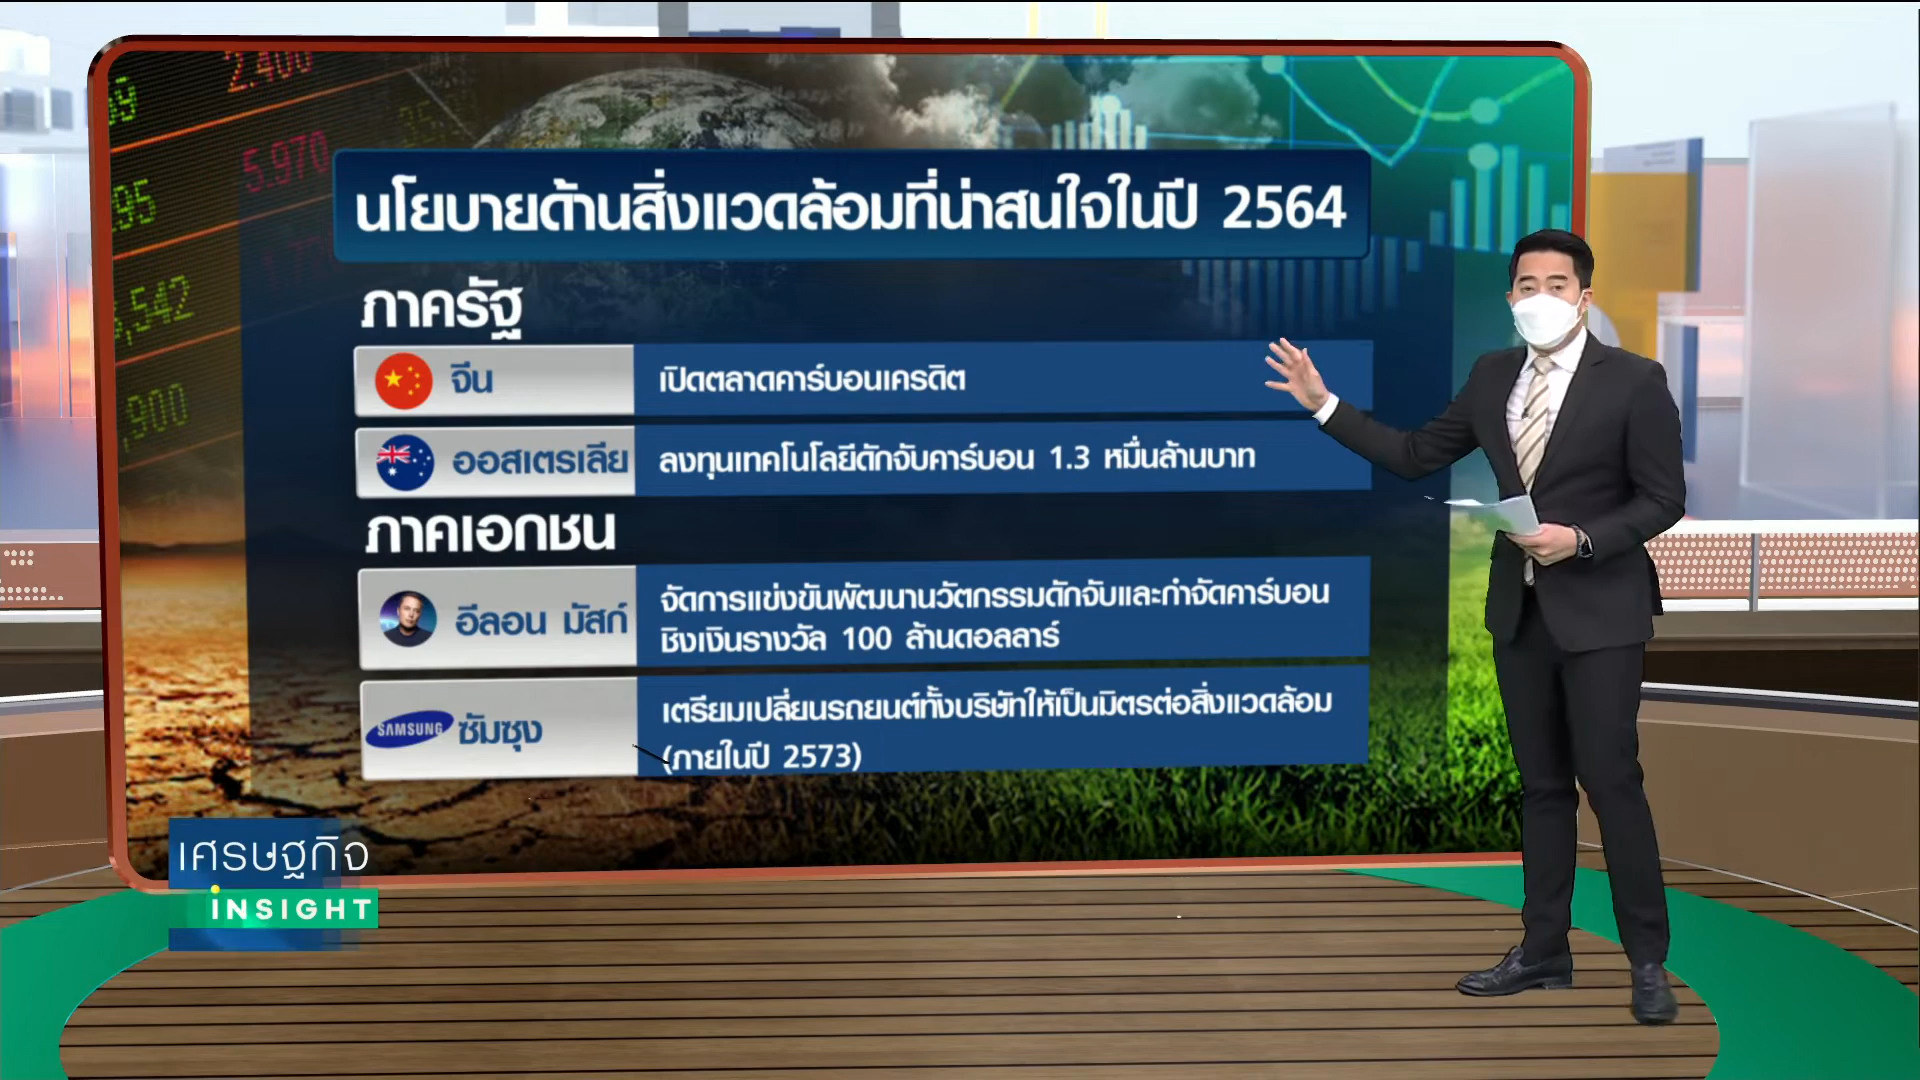 2.400
5.970
95
,542
,900
นโยบายด้านสิ่งแวดล้อมที่น่าสนใจในปี 2564
ภาครัฐ
จีน
เปิดตลาดคาร์บอนเครดิต
ออสเตรเลีย
ลงทุนเทคโนโลยีดักจับคาร์บอน 1.3 หมื่นล้านบาท
ภาคเอกชน
อีลอน มัสก์
จัดการแข่งขันพัฒนานวัตกรรมดักจับและกำจัดคาร์บอน
ชิงเงินรางวัล 100 ล้านดอลลาร์
SAMSUNG ซัมซุง
เตรียมเปลี่ยนรถยนต์ทั้งบริษัทให้เป็นมิตรต่อสิ่งแวดล้อม
(ภายในปี 2573)
เศรษฐกิจ
iNSIGHT